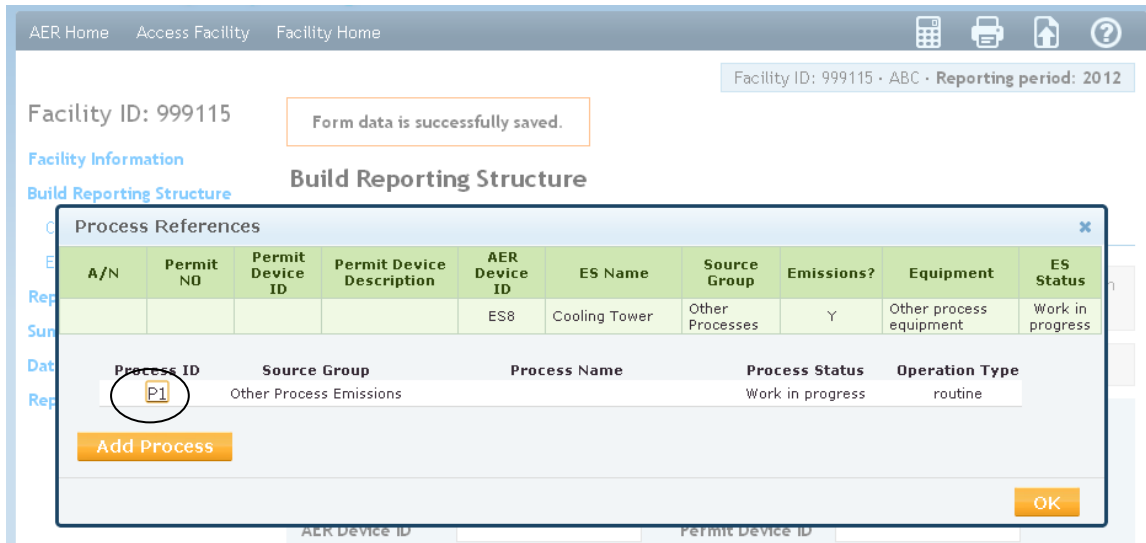 AER Home Access Facility Facility Home
Facility ID: 999115 · ABC · Reporting period: 2012
Facility ID: 999115
Form data is successfully saved.
Facility Information
Build Reporting Structure
Build Reporting Structure
Process References
A/N Permit NO Permit Device ID Permit Device Description AER Device ID ES Name Source Group Emissions? Equipment ES Status
ES8 Cooling Tower Other Processes Y Other process equipment Work in progress
Process ID Source Group Process Name Process Status Operation Type
P1 Other Process Emissions Work in progress routine
Add Process
OK
AER Device ID Permit Device ID